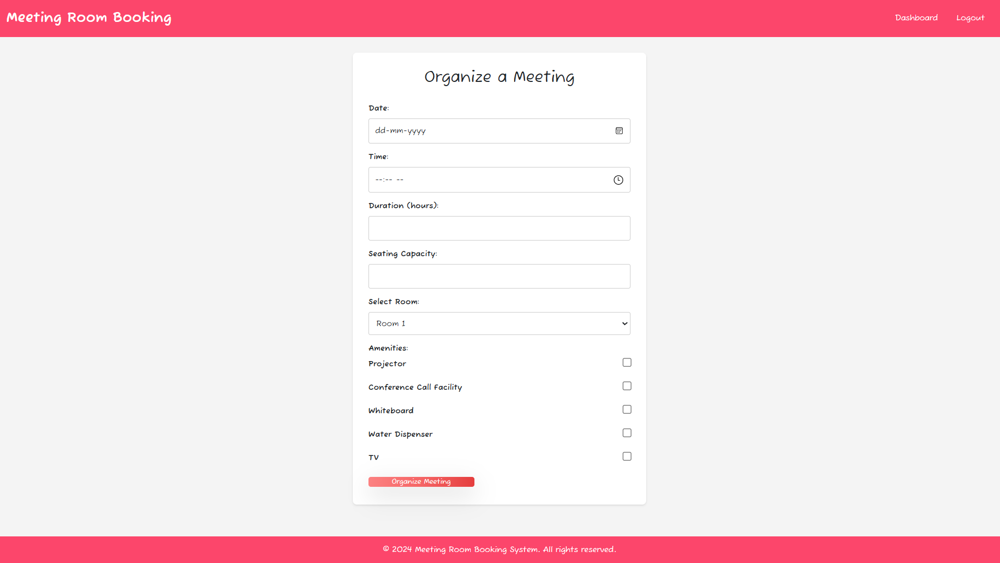 Meeting Room Booking
Dashboard
Logout
Organize a Meeting
Date:
dd-mm-yyyy
Time:
--:-- --
Duration (hours):
Seating Capacity:
Select Room:
Room 1
Amenities:
Projector
Conference Call Facility
Whiteboard
Water Dispenser
TV
Organize Meeting
© 2024 Meeting Room Booking System. All rights reserved.